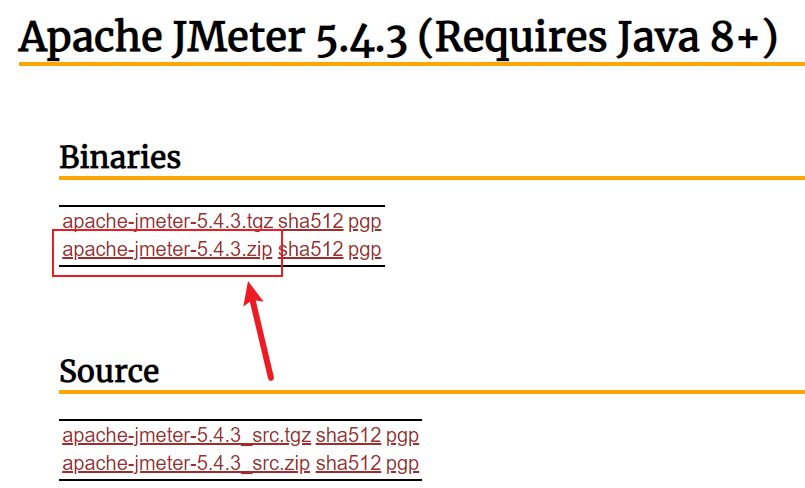 Apache JMeter 5.4.3 (Requires Java 8+)
Binaries
apache-jmeter-5.4.3.tgz sha512 pgp
apache-jmeter-5.4.3.zip sha512 pgp
Source
apache-jmeter-5.4.3_src.tgz sha512 pgp
apache-jmeter-5.4.3_src.zip sha512 pgp